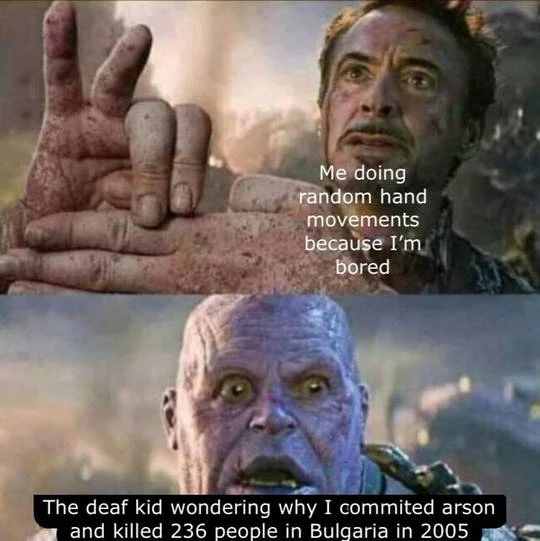 Me doing
random hand
movements
because I'm
bored
The deaf kid wondering why I commited arson
and killed 236 people in Bulgaria in 2005